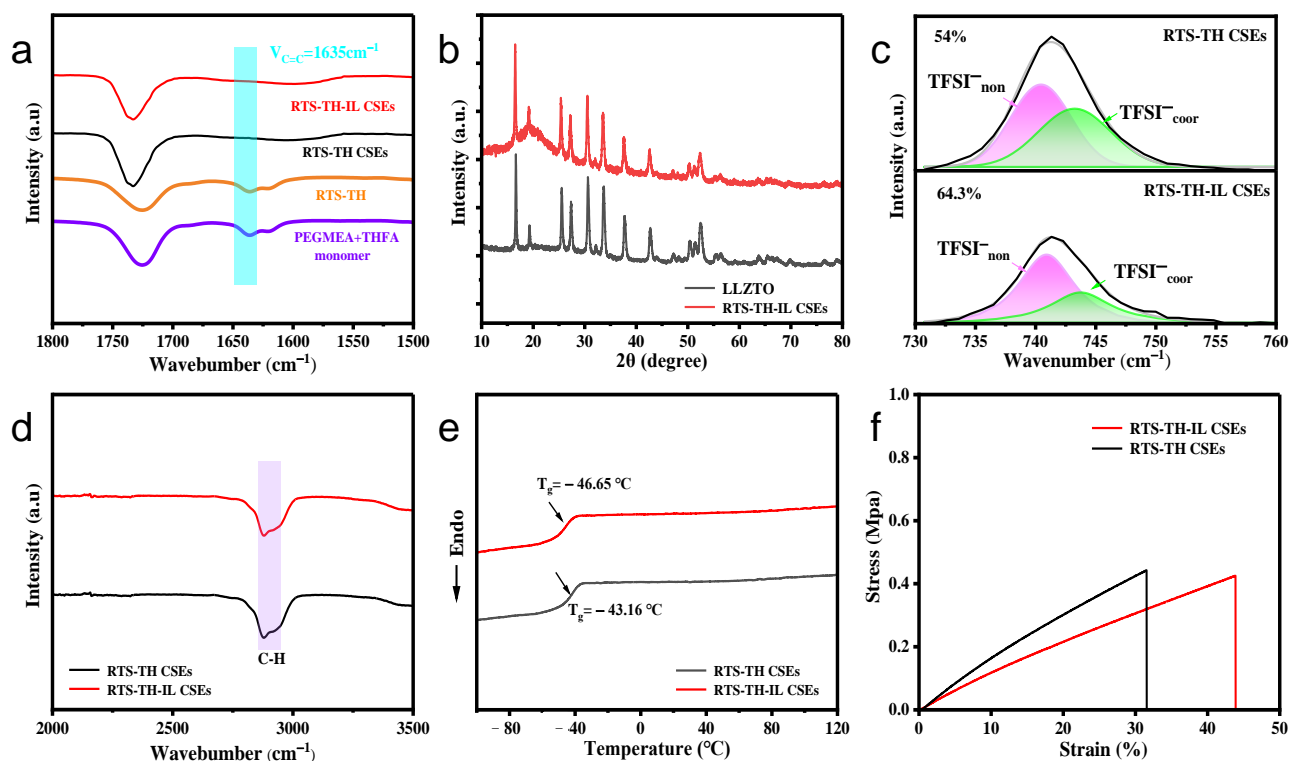 a
V_C=C=1635cm⁻¹
RTS-TH-IL CSEs
RTS-TH CSEs
RTS-TH
PEGMEA+THFA
monomer
Intensity (a.u)
1800 1700 1600 1500
Wavebumber (cm⁻¹)
b
LLZTO
RTS-TH-IL CSEs
Intensity (a.u.)
10 20 30 40 50 60 70 80
2θ (degree)
c
54%
RTS-TH CSEs
TFSI⁻non
TFSI⁻coor
64.3%
RTS-TH-IL CSEs
TFSI⁻non
TFSI⁻coor
Intensity (a.u.)
730 735 740 745 750 755 760
Wavenumber (cm⁻¹)
d
C-H
RTS-TH CSEs
RTS-TH-IL CSEs
Intensity (a.u)
2000 2500 3000 3500
Wavebumber (cm⁻¹)
e
Tg= − 46.65 °C
Tg= − 43.16 °C
Endo
RTS-TH CSEs
RTS-TH-IL CSEs
− 80 − 40 0 40 80 120
Temperature (°C)
f
RTS-TH-IL CSEs
RTS-TH CSEs
Stress (Mpa)
1.0
0.8
0.6
0.4
0.2
0.0
0 10 20 30 40 50
Strain (%)